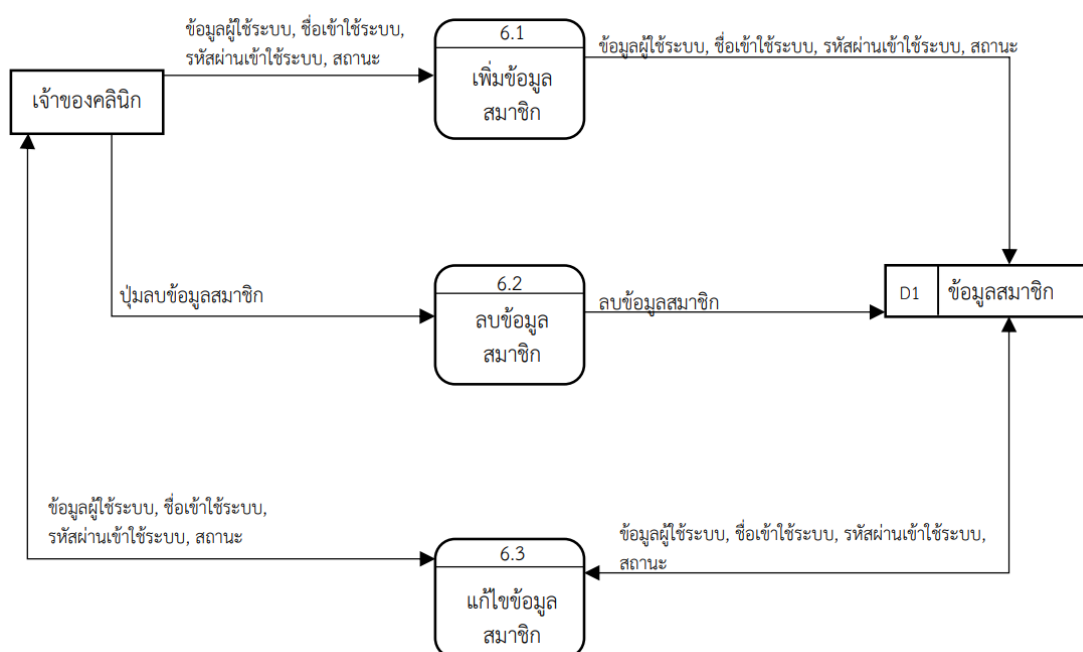 ข้อมูลผู้ใช้ระบบ, ชื่อเข้าใช้ระบบ,
รหัสผ่านเข้าใช้ระบบ, สถานะ
6.1
ข้อมูลผู้ใช้ระบบ, ชื่อเข้าใช้ระบบ, รหัสผ่านเข้าใช้ระบบ, สถานะ
เจ้าของคลินิก
เพิ่มข้อมูล
สมาชิก
ปุ่มลบข้อมูลสมาชิก
6.2
ลบข้อมูล
สมาชิก
ลบข้อมูลสมาชิก
D1
ข้อมูลสมาชิก
ข้อมูลผู้ใช้ระบบ, ชื่อเข้าใช้ระบบ,
รหัสผ่านเข้าใช้ระบบ, สถานะ
6.3
แก้ไขข้อมูล
สมาชิก
ข้อมูลผู้ใช้ระบบ, ชื่อเข้าใช้ระบบ, รหัสผ่านเข้าใช้ระบบ,
สถานะ